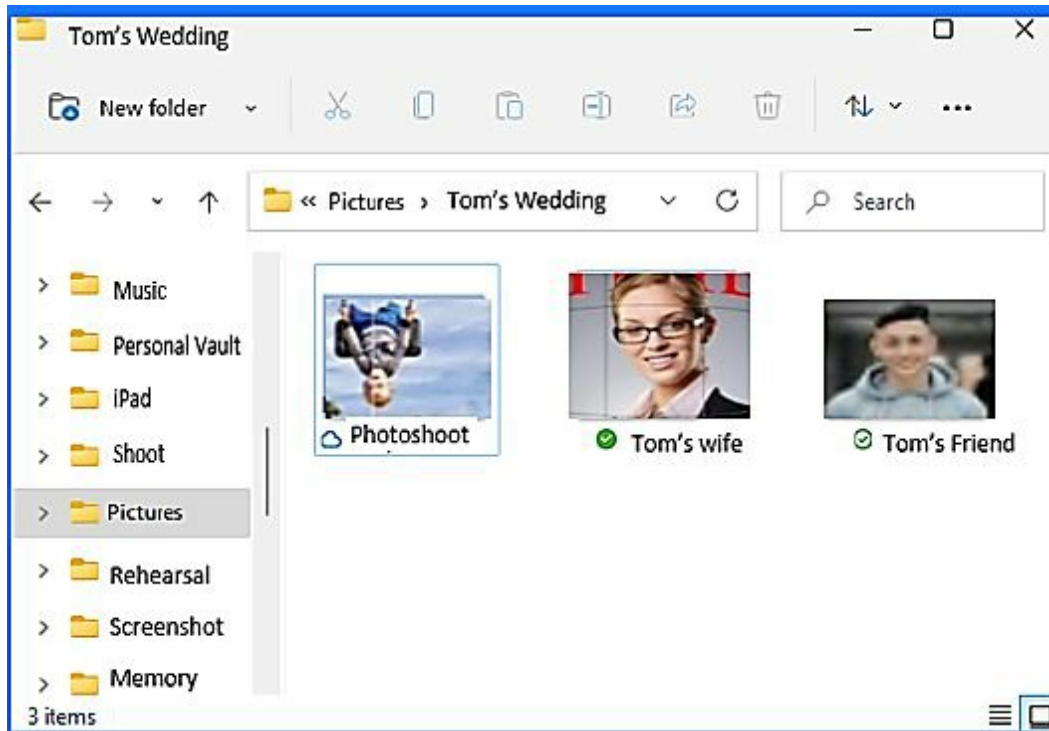 Tom's Wedding
New folder
« Pictures › Tom's Wedding
Search
Music
Personal Vault
iPad
Shoot
Pictures
Rehearsal
Screenshot
Memory
Photoshoot
Tom's wife
Tom's Friend
3 items